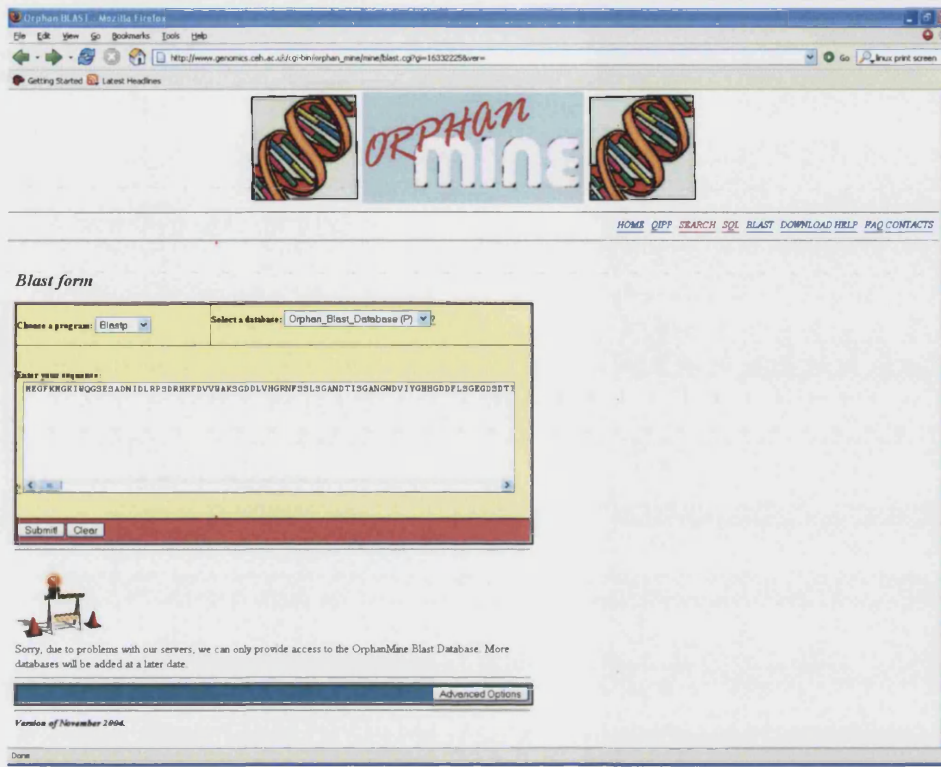 Orphan BLAST - Mozilla Firefox
File Edit View Go Bookmarks Tools Help
http://www.genomics.ceh.ac.uk/cgi-bin/orphan_mine/mine/blast.cgi?gi=16332225&ver= Go linux print screen
Getting Started Latest Headlines
ORPHAN
MINE
HOME QIPP SEARCH SQL BLAST DOWNLOAD HELP FAQ CONTACTS
Blast form
Choose a program: Blastp Select a database: Orphan_Blast_Database (P) ?
Enter your sequence:
Submit! Clear
Sorry, due to problems with our servers, we can only provide access to the OrphanMine Blast Database. More
databases will be added at a later date.
Advanced Options
Version of November 2004.
Done